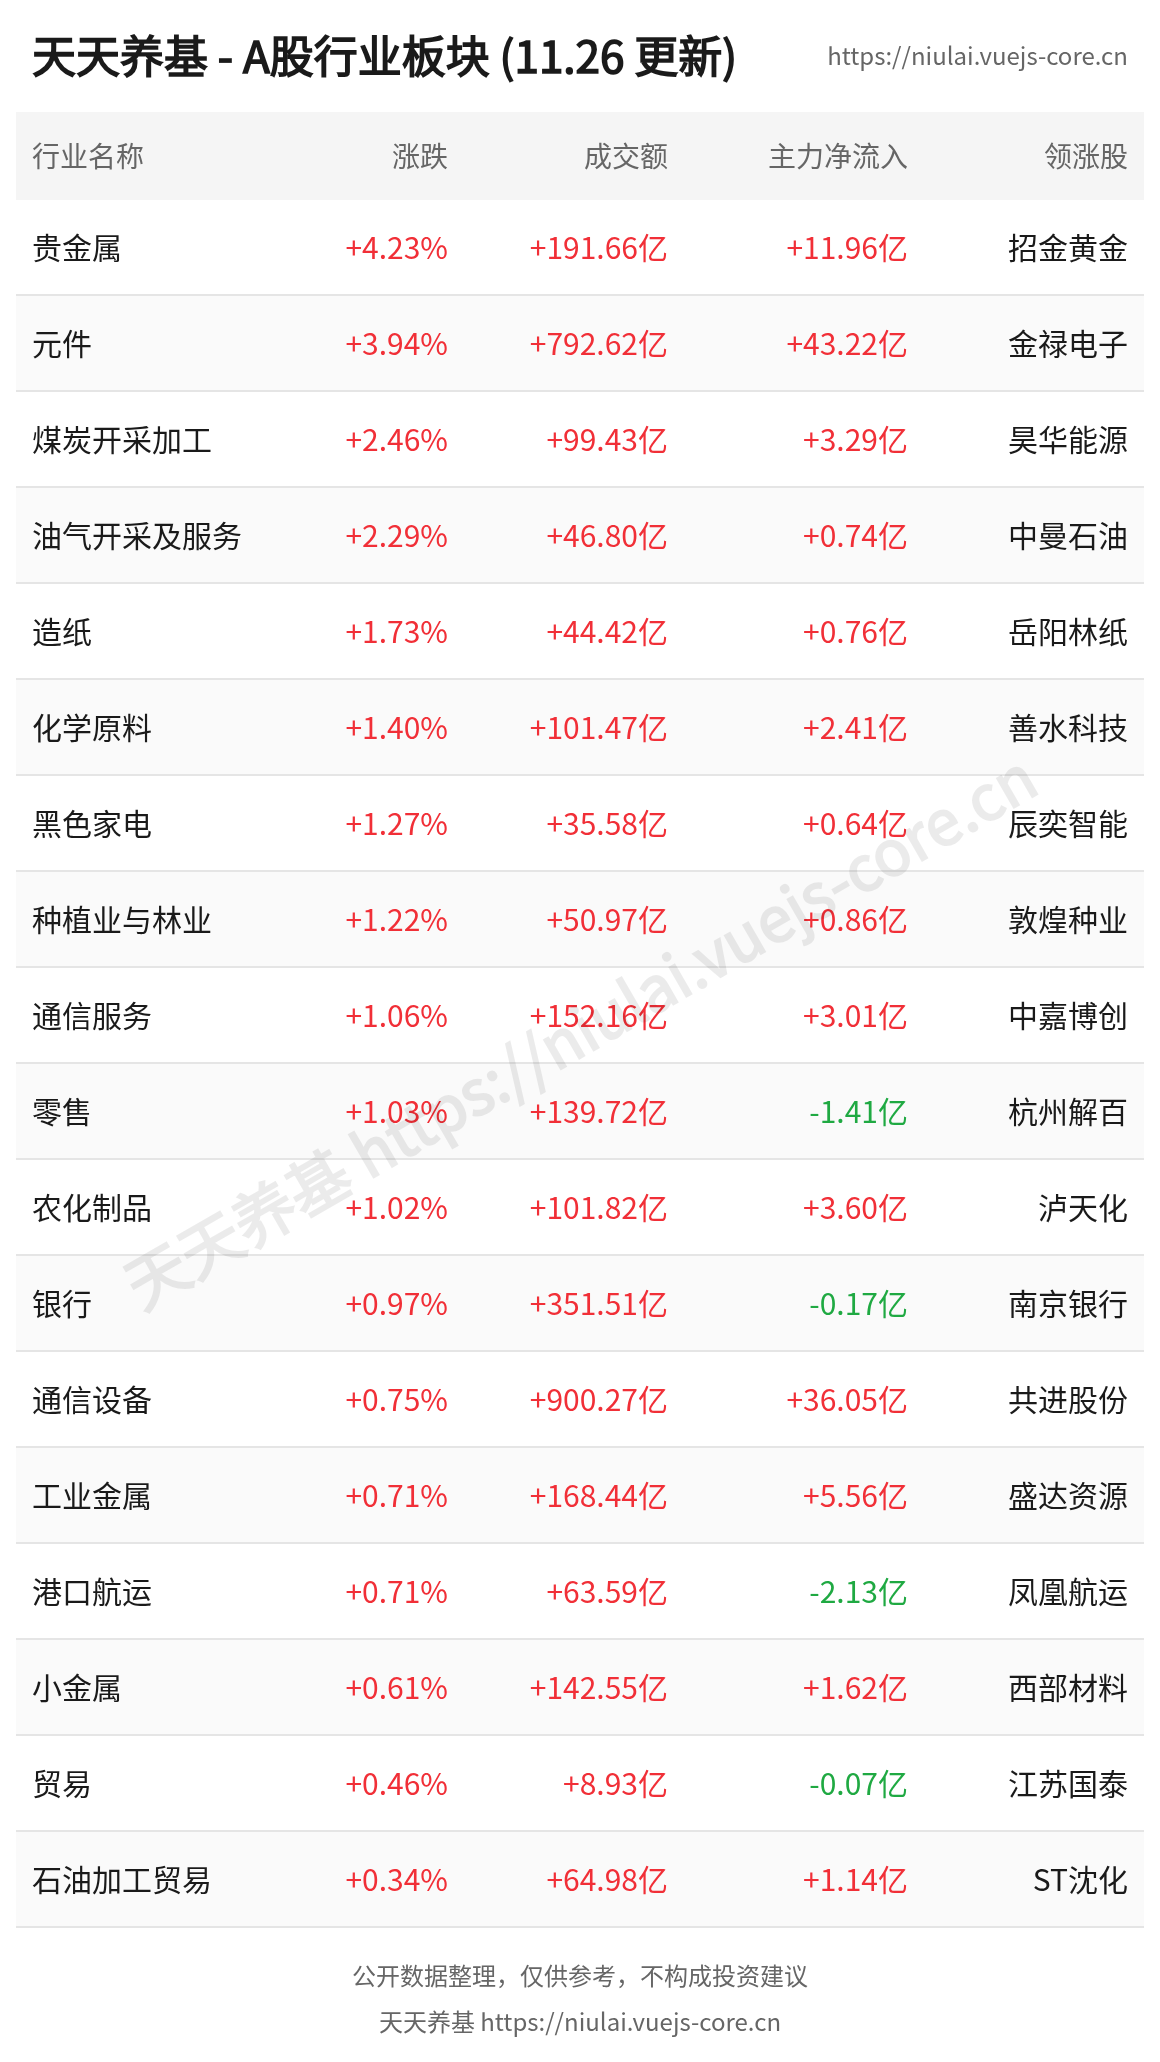 天天养基 - A股行业板块 (11.26 更新) https://niulai.vuejs-core.cn
行业名称 涨跌 成交额 主力净流入 领涨股
贵金属 +4.23% +191.66亿 +11.96亿 招金黄金
元件 +3.94% +792.62亿 +43.22亿 金禄电子
煤炭开采加工 +2.46% +99.43亿 +3.29亿 昊华能源
油气开采及服务 +2.29% +46.80亿 +0.74亿 中曼石油
造纸 +1.73% +44.42亿 +0.76亿 岳阳林纸
化学原料 +1.40% +101.47亿 +2.41亿 善水科技
黑色家电 +1.27% +35.58亿 +0.64亿 辰奕智能
种植业与林业 +1.22% +50.97亿 +0.86亿 敦煌种业
通信服务 +1.06% +152.16亿 +3.01亿 中嘉博创
零售 +1.03% +139.72亿 -1.41亿 杭州解百
农化制品 +1.02% +101.82亿 +3.60亿 泸天化
银行 +0.97% +351.51亿 -0.17亿 南京银行
通信设备 +0.75% +900.27亿 +36.05亿 共进股份
工业金属 +0.71% +168.44亿 +5.56亿 盛达资源
港口航运 +0.71% +63.59亿 -2.13亿 凤凰航运
小金属 +0.61% +142.55亿 +1.62亿 西部材料
贸易 +0.46% +8.93亿 -0.07亿 江苏国泰
石油加工贸易 +0.34% +64.98亿 +1.14亿 ST沈化
天天养基 https://niulai.vuejs-core.cn
公开数据整理，仅供参考，不构成投资建议
天天养基 https://niulai.vuejs-core.cn